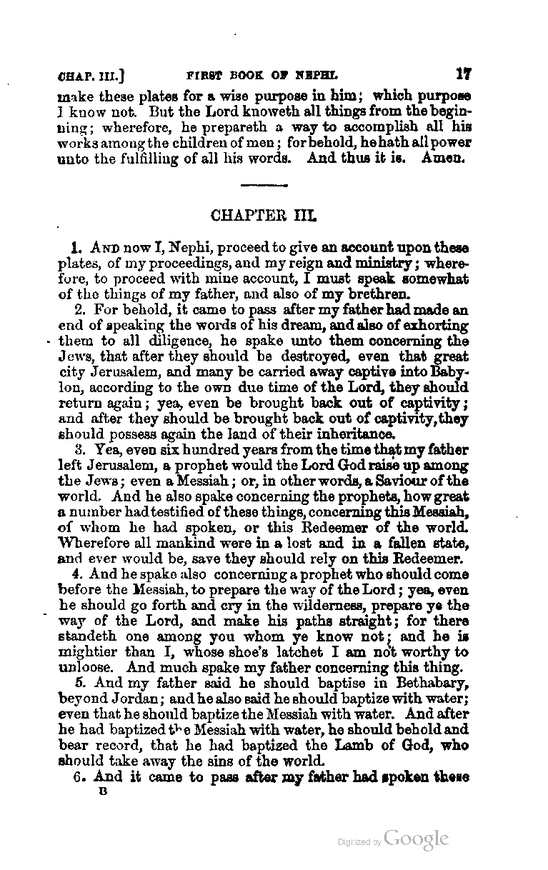 CHAP. III.] FIRST BOOK OF NEPHI. 17
make these plates for a wise purpose in him; which purpose
I know not. But the Lord knoweth all things from the begin-
ning; wherefore, he prepareth a way to accomplish all his
works among the children of men; for behold, he hath all power
unto the fulfilling of all his words. And thus it is. Amen.
CHAPTER III.
1. AND now I, Nephi, proceed to give an account upon these
plates, of my proceedings, and my reign and ministry; where-
fore, to proceed with mine account, I must speak somewhat
of the things of my father, and also of my brethren.
2. For behold, it came to pass after my father had made an
end of speaking the words of his dream, and also of exhorting
them to all diligence, he spake unto them concerning the
Jews, that after they should be destroyed, even that great
city Jerusalem, and many be carried away captive into Baby-
lon, according to the own due time of the Lord, they should
return again; yea, even be brought back out of captivity;
and after they should be brought back out of captivity, they
should possess again the land of their inheritance.
3. Yea, even six hundred years from the time that my father
left Jerusalem, a prophet would the Lord God raise up among
the Jews; even a Messiah; or, in other words, a Saviour of the
world. And he also spake concerning the prophets, how great
a number had testified of these things, concerning this Messiah,
of whom he had spoken, or this Redeemer of the world.
Wherefore all mankind were in a lost and in a fallen state,
and ever would be, save they should rely on this Redeemer.
4. And he spake also concerning a prophet who should come
before the Messiah, to prepare the way of the Lord; yea, even
he should go forth and cry in the wilderness, prepare ye the
way of the Lord, and make his paths straight; for there
standeth one among you whom ye know not; and he is
mightier than I, whose shoe's latchet I am not worthy to
unloose. And much spake my father concerning this thing.
5. And my father said he should baptise in Bethabary,
beyond Jordan; and he also said he should baptize with water;
even that he should baptize the Messiah with water. And after
he had baptized the Messiah with water, he should behold and
bear record, that he had baptized the Lamb of God, who
should take away the sins of the world.
6. And it came to pass after my father had spoken these
B
Digitized by Google